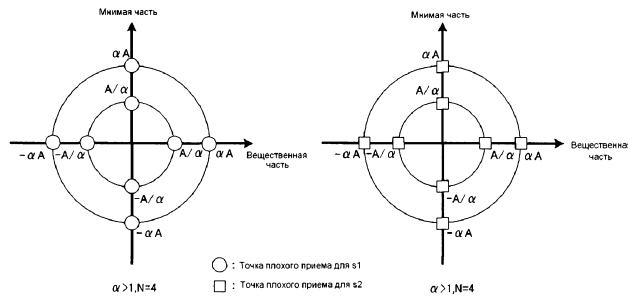 Мнимая часть
αA
A/α
-αA
-A/α
A/α
αA
Вещественная
часть
-A/α
-αA
α>1,N=4
Мнимая часть
αA
A/α
-αA
-A/α
A/α
αA
Вещественная
часть
-A/α
-αA
α>1,N=4
: Точка плохого приема для s1
: Точка плохого приема для s2